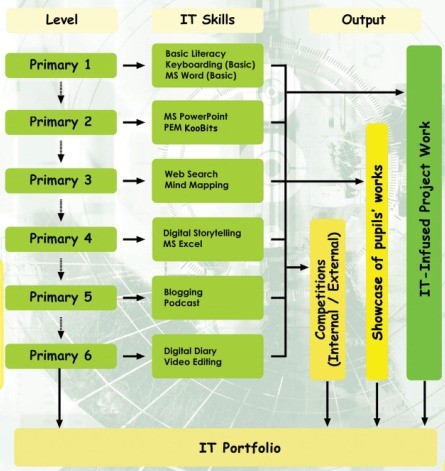 Level
IT Skills
Output
Primary 1
Basic Literacy
Keyboarding (Basic)
MS Word (Basic)
Primary 2
MS PowerPoint
PEM KooBits
Primary 3
Web Search
Mind Mapping
Primary 4
Digital Storytelling
MS Excel
Primary 5
Blogging
Podcast
Primary 6
Digital Diary
Video Editing
Competitions
(Internal / External)
Showcase of pupils' works
IT-Infused Project Work
IT Portfolio